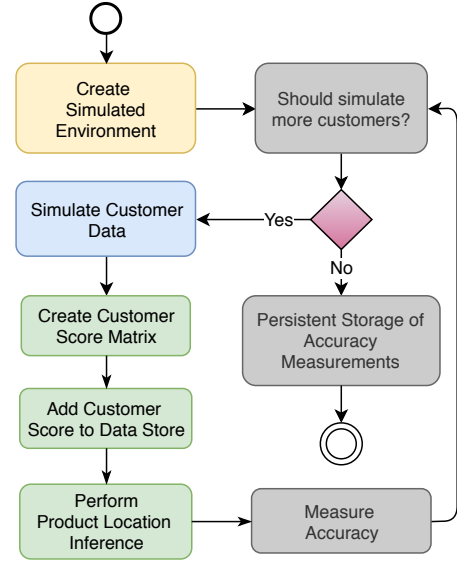 Create
Simulated
Environment
Should simulate
more customers?
Simulate Customer
Data
Yes
No
Create Customer
Score Matrix
Persistent Storage of
Accuracy
Measurements
Add Customer
Score to Data Store
Perform
Product Location
Inference
Measure
Accuracy